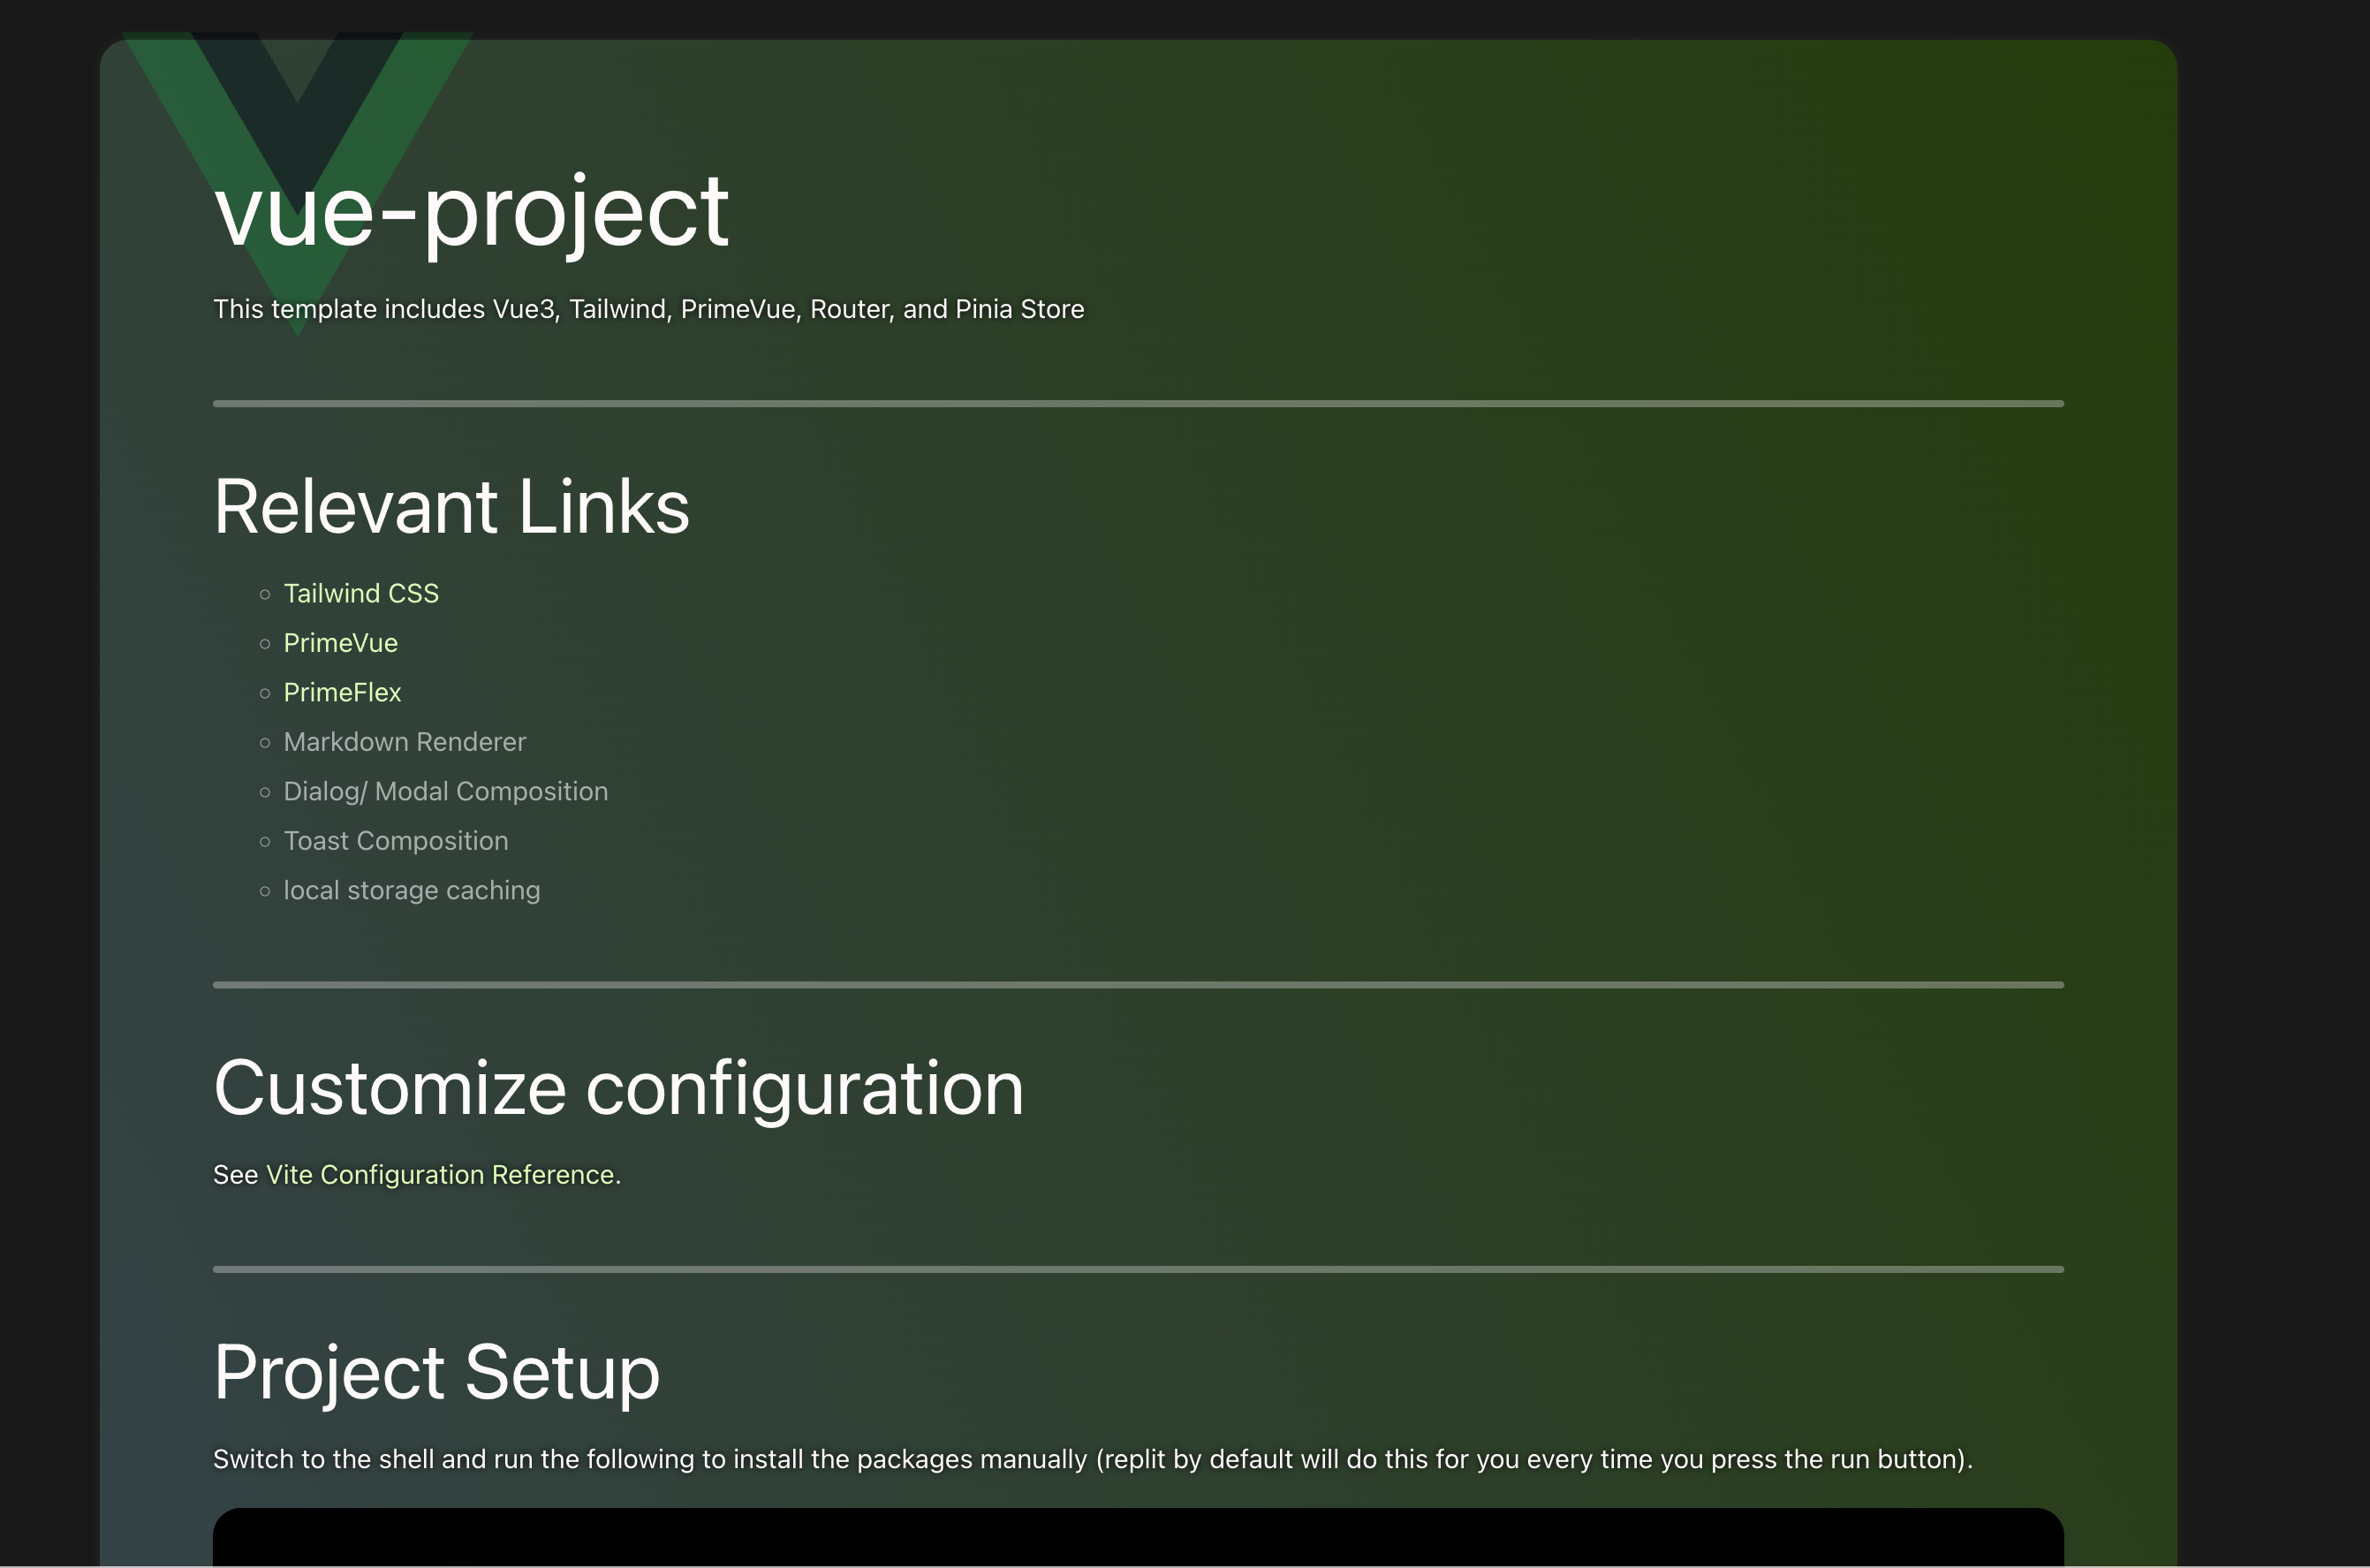 vue-project
This template includes Vue3, Tailwind, PrimeVue, Router, and Pinia Store
Relevant Links
Tailwind CSS
PrimeVue
PrimeFlex
Markdown Renderer
Dialog/ Modal Composition
Toast Composition
local storage caching
Customize configuration
See Vite Configuration Reference.
Project Setup
Switch to the shell and run the following to install the packages manually (replit by default will do this for you every time you press the run button).